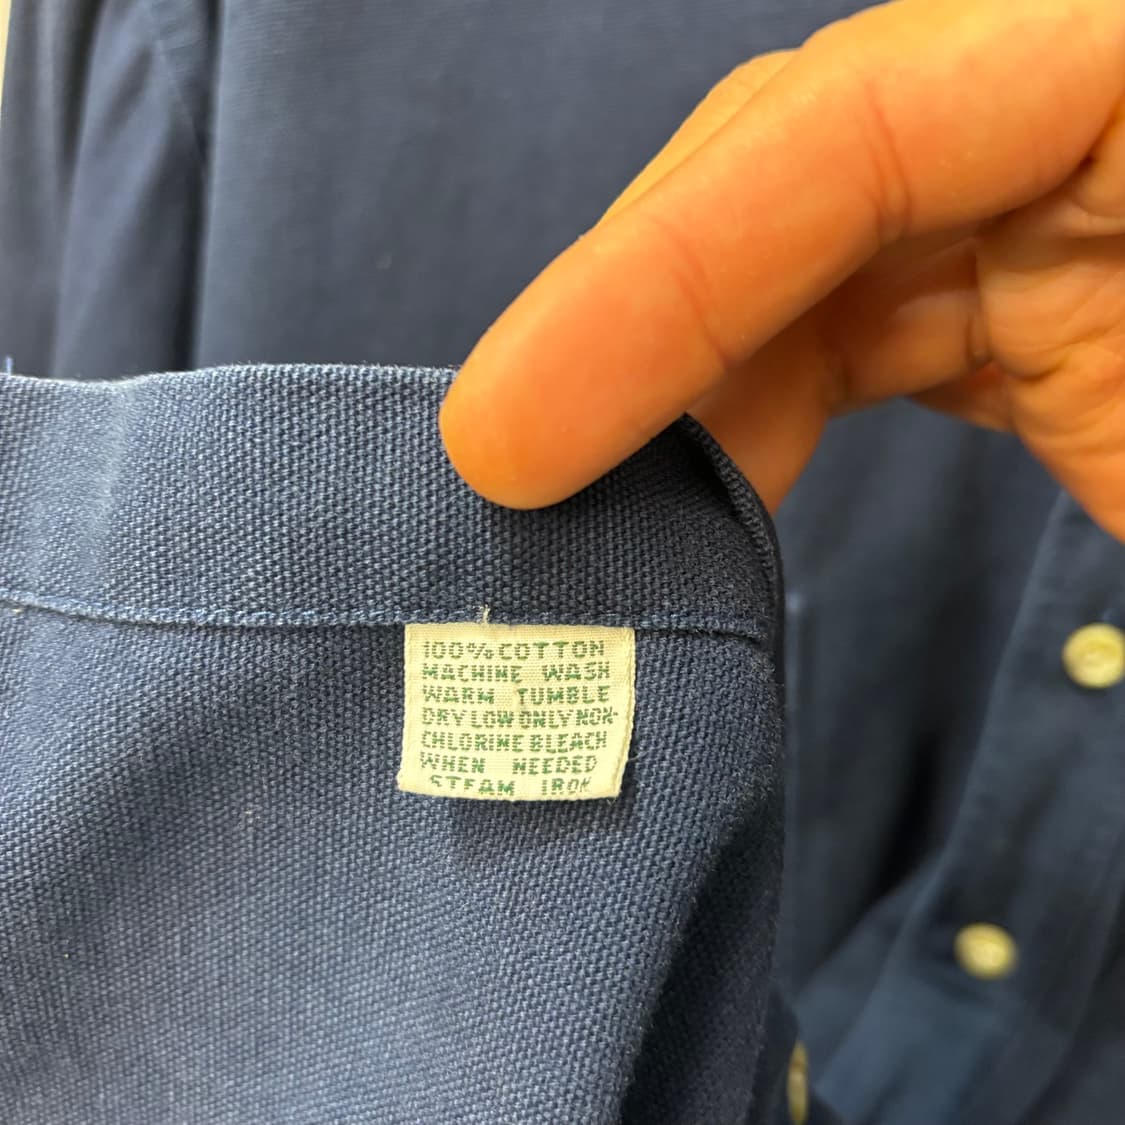 100% COTTON
MACHINE WASH
WARM TUMBLE
DRY LOW ONLY NON-
CHLORINE BLEACH
WHEN NEEDED
STEAM IRON